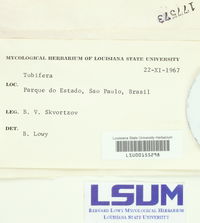 177573
MYCOLOGICAL HERBARIUM OF LOUISIANA STATE UNIVERSITY
22-XI-1967
Tubifera
LOC. Parque do Estado, Sao Paulo, Brasil
LEG. B. V. Skvortzov
DET. B. Lowy
Louisiana State University Herbarium
LSU00155298
LSUM
BERNARD LOWY MYCOLOGICAL HERBARIUM
LOUISIANA STATE UNIVERSITY